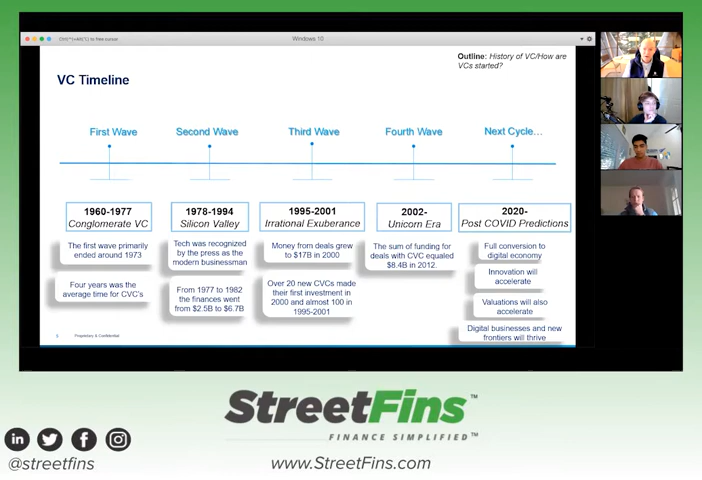 Windows 10
Outline: History of VC/How are
VCs started?
VC Timeline
First Wave
Second Wave
Third Wave
Fourth Wave
Next Cycle...
1960-1977
Conglomerate VC
1978-1994
Silicon Valley
1995-2001
Irrational Exuberance
2002-
Unicorn Era
2020-
Post COVID Predictions
The first wave primarily
ended around 1973
Four years was the
average time for CVC's
Tech was recognized
by the press as the
modern businessman
From 1977 to 1982
the finances went
from $2.5B to $6.7B
Money from deals grew
to $17B in 2000
Over 20 new CVCs made
their first investment in
2000 and almost 100 in
1995-2001
The sum of funding for
deals with CVC equaled
$8.4B in 2012.
Full conversion to
digital economy
Innovation will
accelerate
Valuations will also
accelerate
Digital businesses and new
frontiers will thrive
5 Proprietary & Confidential
StreetFins™
FINANCE SIMPLIFIED™
@streetfins
www.StreetFins.com